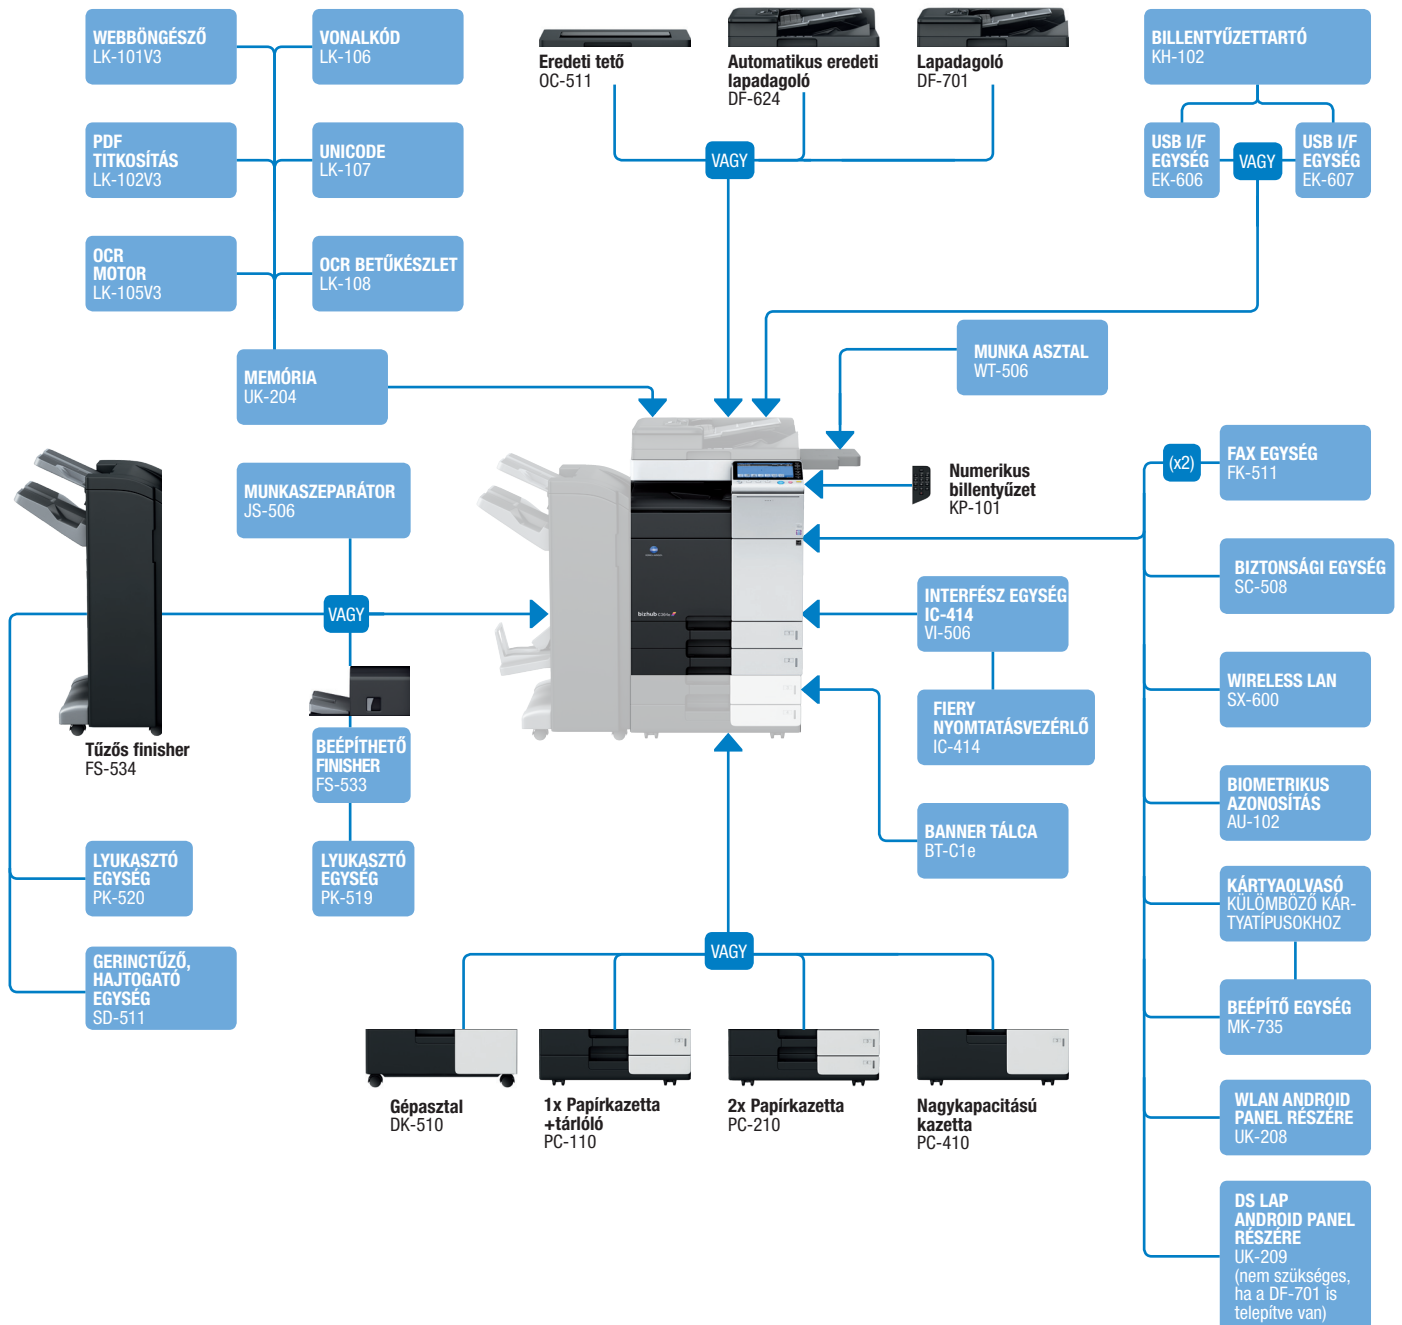 WEBBÖNGÉSZŐ
LK-101V3
VONALKÓD
LK-106
PDF
TITKOSÍTÁS
LK-102V3
UNICODE
LK-107
OCR
MOTOR
LK-105V3
OCR BETŰKÉSZLET
LK-108
MEMÓRIA
UK-204
Eredeti tető
OC-511
Automatikus eredeti
lapadagoló
DF-624
Lapadagoló
DF-701
VAGY
BILLENTYŰZETTARTÓ
KH-102
USB I/F
EGYSÉG
EK-606
VAGY
USB I/F
EGYSÉG
EK-607
MUNKA ASZTAL
WT-506
Numerikus
billentyűzet
KP-101
(x2)
FAX EGYSÉG
FK-511
BIZTONSÁGI EGYSÉG
SC-508
WIRELESS LAN
SX-600
BIOMETRIKUS
AZONOSÍTÁS
AU-102
KÁRTYAOLVASÓ
KÜLÖMBÖZŐ KÁR-
TYATÍPUSOKHOZ
BEÉPÍTŐ EGYSÉG
MK-735
WLAN ANDROID
PANEL RÉSZÉRE
UK-208
DS LAP
ANDROID PANEL
RÉSZÉRE
UK-209
(nem szükséges,
ha a DF-701 is
telepítve van)
MUNKASZEPARÁTOR
JS-506
VAGY
Tűzős finisher
FS-534
BEÉPÍTHETŐ
FINISHER
FS-533
LYUKASZTÓ
EGYSÉG
PK-520
LYUKASZTÓ
EGYSÉG
PK-519
GERINCTŰZŐ,
HAJTOGATÓ
EGYSÉG
SD-511
bizhub
INTERFÉSZ EGYSÉG
IC-414
VI-506
FIERY
NYOMTATÁSVEZÉRLŐ
IC-414
BANNER TÁLCA
BT-C1e
VAGY
Gépasztal
DK-510
1x Papírkazetta
+tárlóló
PC-110
2x Papírkazetta
PC-210
Nagykapacitású
kazetta
PC-410